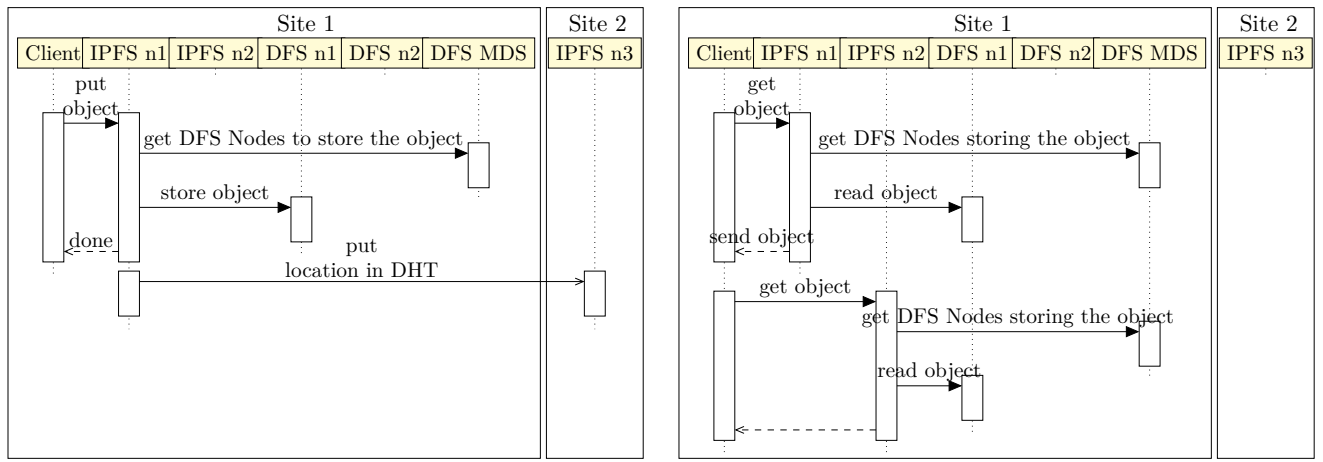 Site 1
Site 2
Client
IPFS n1
IPFS n2
DFS n1
DFS n2
DFS MDS
IPFS n3
put
object
get DFS Nodes to store the object
store object
done
put
location in DHT
Site 1
Site 2
Client
IPFS n1
IPFS n2
DFS n1
DFS n2
DFS MDS
IPFS n3
get
object
get DFS Nodes storing the object
read object
send object
get object
get DFS Nodes storing the object
read object